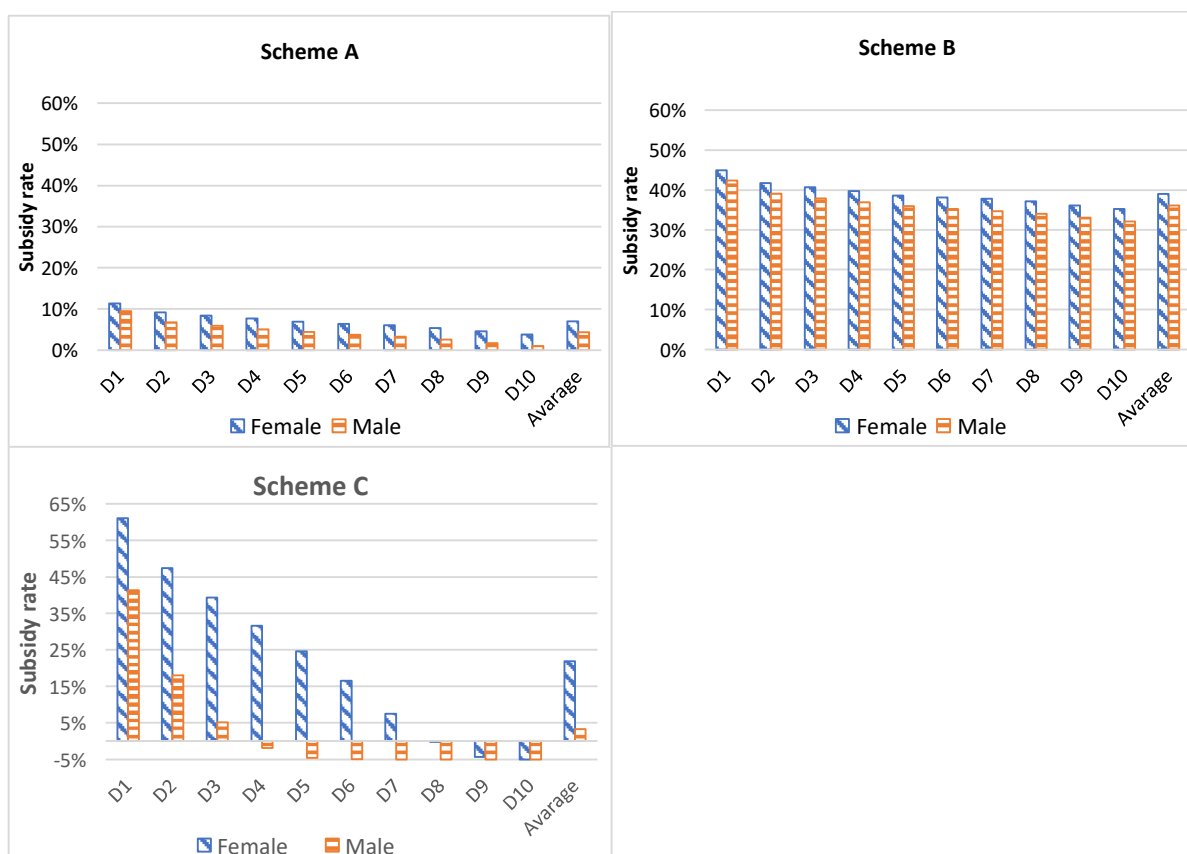 Scheme A
60%
50%
40%
30%
20%
10%
0%
Subsidy rate
D1
D2
D3
D4
D5
D6
D7
D8
D9
D10
Avarage
Female Male
Scheme B
60%
50%
40%
30%
20%
10%
0%
Subsidy rate
D1
D2
D3
D4
D5
D6
D7
D8
D9
D10
Avarage
Female Male
Scheme C
65%
55%
45%
35%
25%
15%
5%
-5%
Subsidy rate
D1
D2
D3
D4
D5
D6
D7
D8
D9
D10
Avarage
Female Male